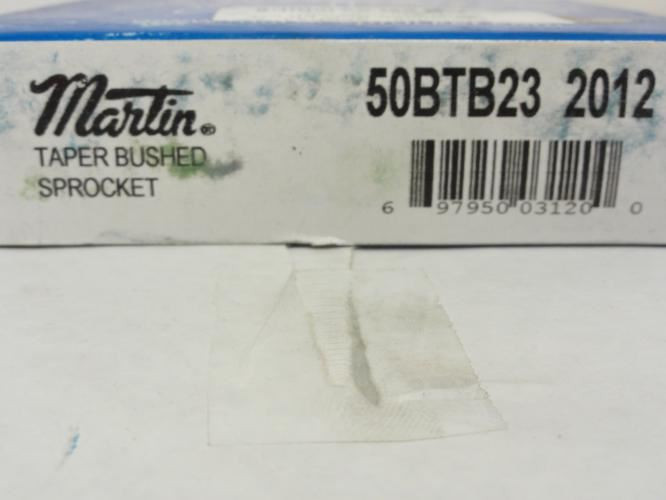 Martin®
TAPER BUSHED
SPROCKET
50BTB23 2012
6 97950 03120 0